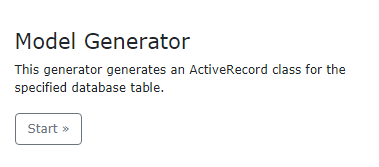 Model Generator
This generator generates an ActiveRecord class for the
specified database table.
Start »